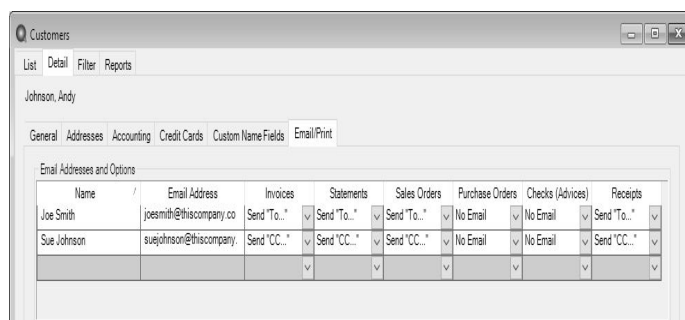 Customers
List Detail Filter Reports
Johnson, Andy
General Addresses Accounting Credit Cards Custom Name Fields Email/Print
Email Addresses and Options
Name / Email Address Invoices Statements Sales Orders Purchase Orders Checks (Advices) Receipts
Joe Smith joesmith@thiscompany.co Send "To..." Send "To..." Send "To..." No Email No Email Send "To..."
Sue Johnson suejohnson@thiscompany. Send "CC..." Send "CC..." Send "CC..." No Email No Email Send "CC..."